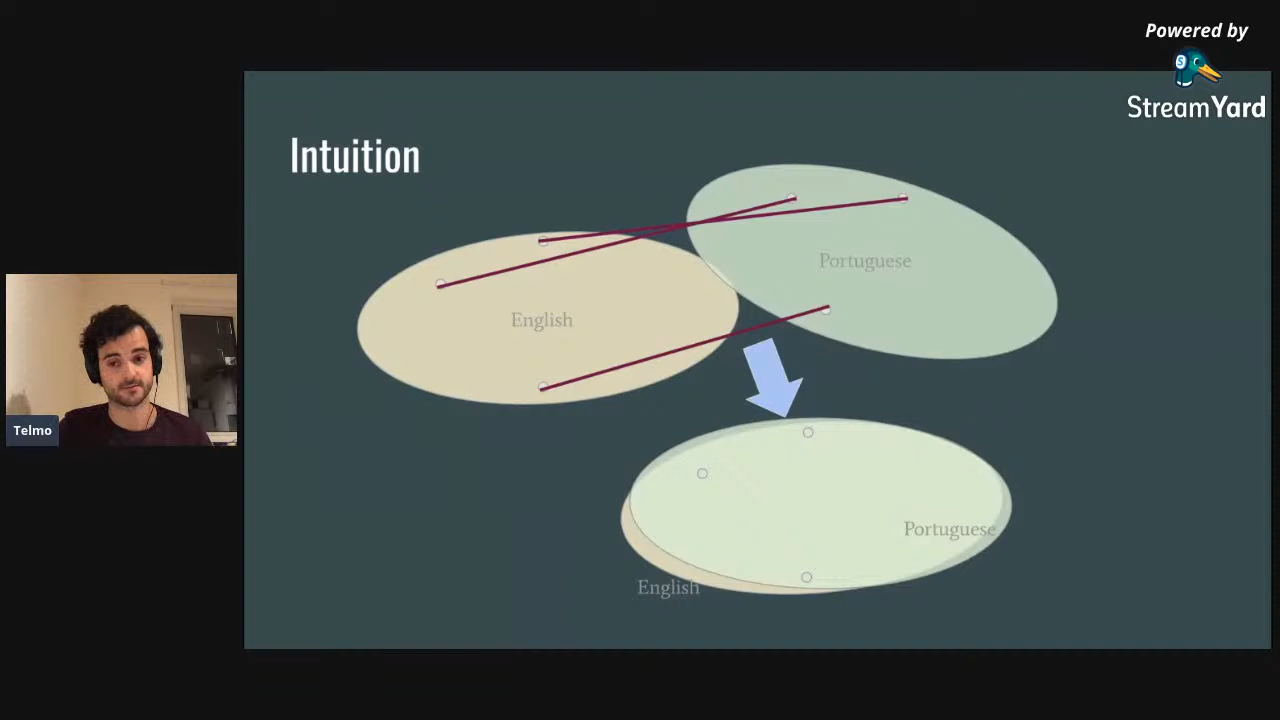 Powered by
StreamYard
Intuition
Portuguese
English
Telmo
Portuguese
English